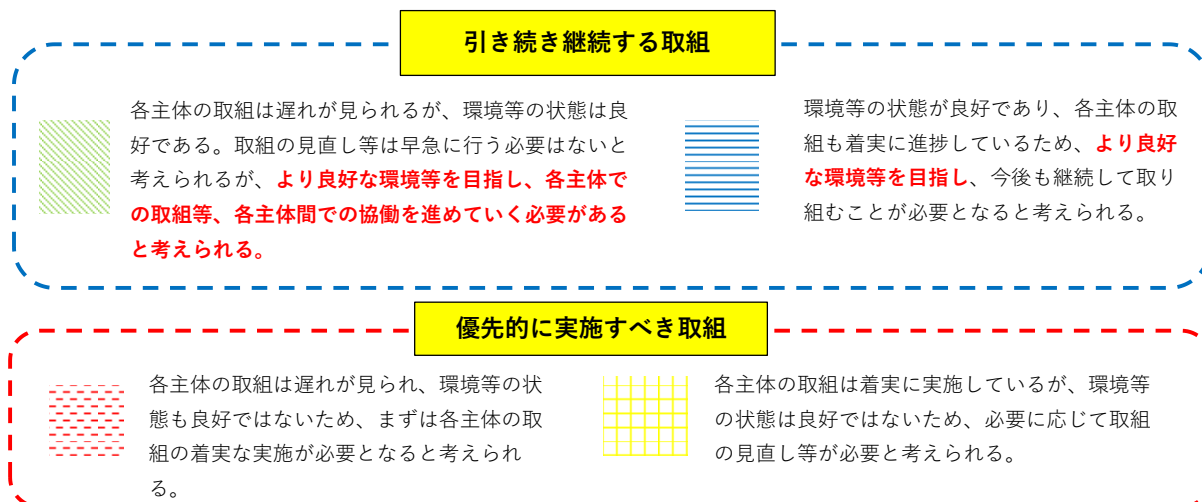 引き続き継続する取組
各主体の取組は遅れが見られるが、環境等の状態は良
好である。取組の見直し等は早急に行う必要はないと
考えられるが、より良好な環境等を目指し、各主体で
の取組等、各主体間での協働を進めていく必要がある
と考えられる。
環境等の状態が良好であり、各主体の取
組も着実に進捗しているため、より良好
な環境等を目指し、今後も継続して取り
組むことが必要となると考えられる。
優先的に実施すべき取組
各主体の取組は遅れが見られ、環境等の状
態も良好ではないため、まずは各主体の取
組の着実な実施が必要となると考えられ
る。
各主体の取組は着実に実施しているが、環境等
の状態は良好ではないため、必要に応じて取組
の見直し等が必要と考えられる。